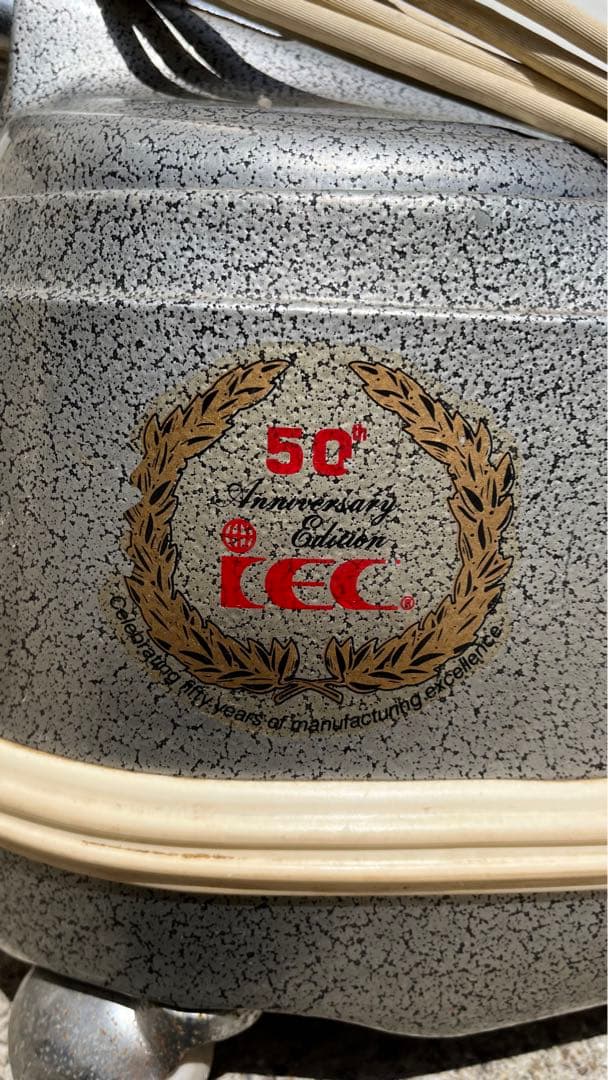 50th
Anniversary
Edition
IEC®
Celebrating fifty years of manufacturing excellence.